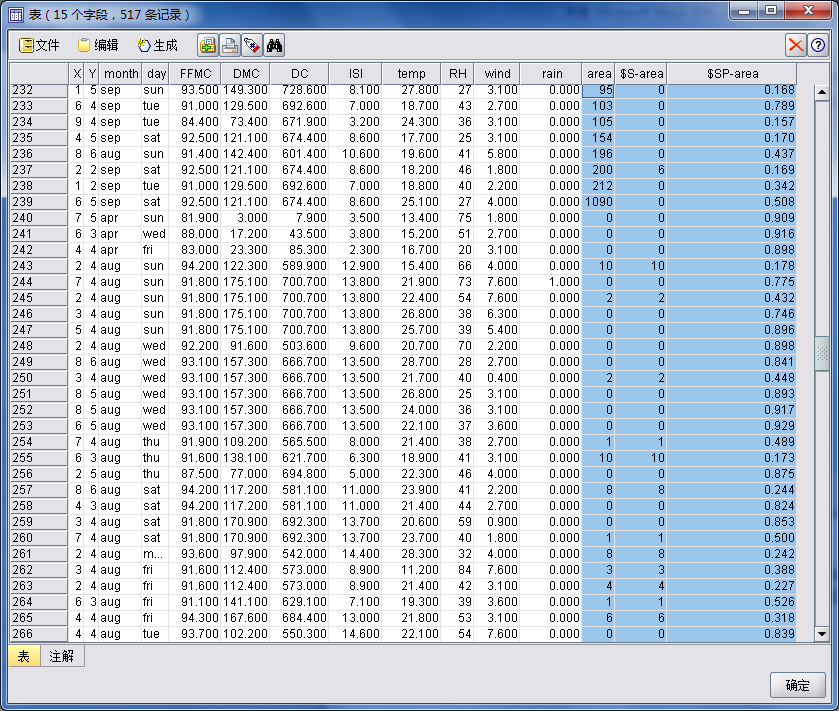 表 ( 15 个字段，517 条记录 )
文件 编辑 生成
X Y month day FFMC DMC DC ISI temp RH wind rain area $S-area $SP-area
232 1 5 sep sun 93.500 149.300 728.600 8.100 27.800 27 3.100 0.000 95 0 0.168
233 6 4 sep tue 91.000 129.500 692.600 7.000 18.700 43 2.700 0.000 103 0 0.789
234 9 4 sep tue 84.400 73.400 671.900 3.200 24.300 36 3.100 0.000 105 0 0.157
235 4 5 sep sat 92.500 121.100 674.400 8.600 17.700 25 3.100 0.000 154 0 0.170
236 8 6 aug sun 91.400 142.400 601.400 10.600 19.600 41 5.800 0.000 196 0 0.437
237 2 2 sep sat 92.500 121.100 674.400 8.600 18.200 46 1.800 0.000 200 6 0.169
238 1 2 sep tue 91.000 129.500 692.600 7.000 18.800 40 2.200 0.000 212 0 0.342
239 6 5 sep sat 92.500 121.100 674.400 8.600 25.100 27 4.000 0.000 1090 0 0.508
240 7 5 apr sun 81.900 3.000 7.900 3.500 13.400 75 1.800 0.000 0 0 0.909
241 6 3 apr wed 88.000 17.200 43.500 3.800 15.200 51 2.700 0.000 0 0 0.916
242 4 4 apr fri 83.000 23.300 85.300 2.300 16.700 20 3.100 0.000 0 0 0.898
243 2 4 aug sun 94.200 122.300 589.900 12.900 15.400 66 4.000 0.000 10 10 0.178
244 7 4 aug sun 91.800 175.100 700.700 13.800 21.900 73 7.600 1.000 0 0 0.775
245 2 4 aug sun 91.800 175.100 700.700 13.800 22.400 54 7.600 0.000 2 2 0.432
246 3 4 aug sun 91.800 175.100 700.700 13.800 26.800 38 6.300 0.000 0 0 0.746
247 5 4 aug sun 91.800 175.100 700.700 13.800 25.700 39 5.400 0.000 0 0 0.896
248 2 4 aug wed 92.200 91.600 503.600 9.600 20.700 70 2.200 0.000 0 0 0.898
249 8 6 aug wed 93.100 157.300 666.700 13.500 28.700 28 2.700 0.000 0 0 0.841
250 3 4 aug wed 93.100 157.300 666.700 13.500 21.700 40 0.400 0.000 2 2 0.448
251 8 5 aug wed 93.100 157.300 666.700 13.500 26.800 25 3.100 0.000 0 0 0.893
252 8 5 aug wed 93.100 157.300 666.700 13.500 24.000 36 3.100 0.000 0 0 0.917
253 6 5 aug wed 93.100 157.300 666.700 13.500 22.100 37 3.600 0.000 0 0 0.929
254 7 4 aug thu 91.900 109.200 565.500 8.000 21.400 38 2.700 0.000 1 1 0.489
255 6 3 aug thu 91.600 138.100 621.700 6.300 18.900 41 3.100 0.000 10 10 0.173
256 2 5 aug thu 87.500 77.000 694.800 5.000 22.300 46 4.000 0.000 0 0 0.875
257 8 6 aug sat 94.200 117.200 581.100 11.000 23.900 41 2.200 0.000 8 8 0.244
258 4 3 aug sat 94.200 117.200 581.100 11.000 21.400 44 2.700 0.000 0 0 0.824
259 3 4 aug sat 91.800 170.900 692.300 13.700 20.600 59 0.900 0.000 0 0 0.853
260 7 4 aug sat 91.800 170.900 692.300 13.700 23.700 40 1.800 0.000 1 1 0.500
261 2 4 aug m... 93.600 97.900 542.000 14.400 28.300 32 4.000 0.000 8 8 0.242
262 3 4 aug fri 91.600 112.400 573.000 8.900 11.200 84 7.600 0.000 3 3 0.388
263 2 4 aug fri 91.600 112.400 573.000 8.900 21.400 42 3.100 0.000 4 4 0.227
264 6 3 aug fri 91.100 141.100 629.100 7.100 19.300 39 3.600 0.000 1 1 0.526
265 4 4 aug fri 94.300 167.600 684.400 13.000 21.800 53 3.100 0.000 6 6 0.318
266 4 4 aug tue 93.700 102.200 550.300 14.600 22.100 54 7.600 0.000 0 0 0.839
表 注解
确定